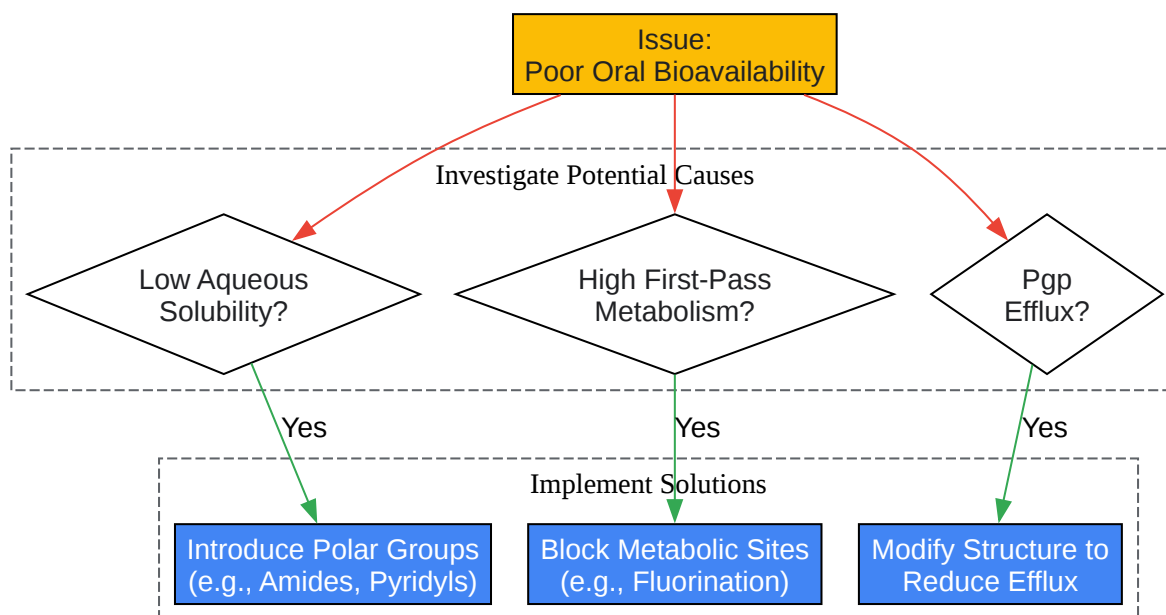 Issue:
Poor Oral Bioavailability
Investigate Potential Causes
Low Aqueous
Solubility?
High First-Pass
Metabolism?
Pgp
Efflux?
Yes
Yes
Yes
Implement Solutions
Introduce Polar Groups
(e.g., Amides, Pyridyls)
Block Metabolic Sites
(e.g., Fluorination)
Modify Structure to
Reduce Efflux